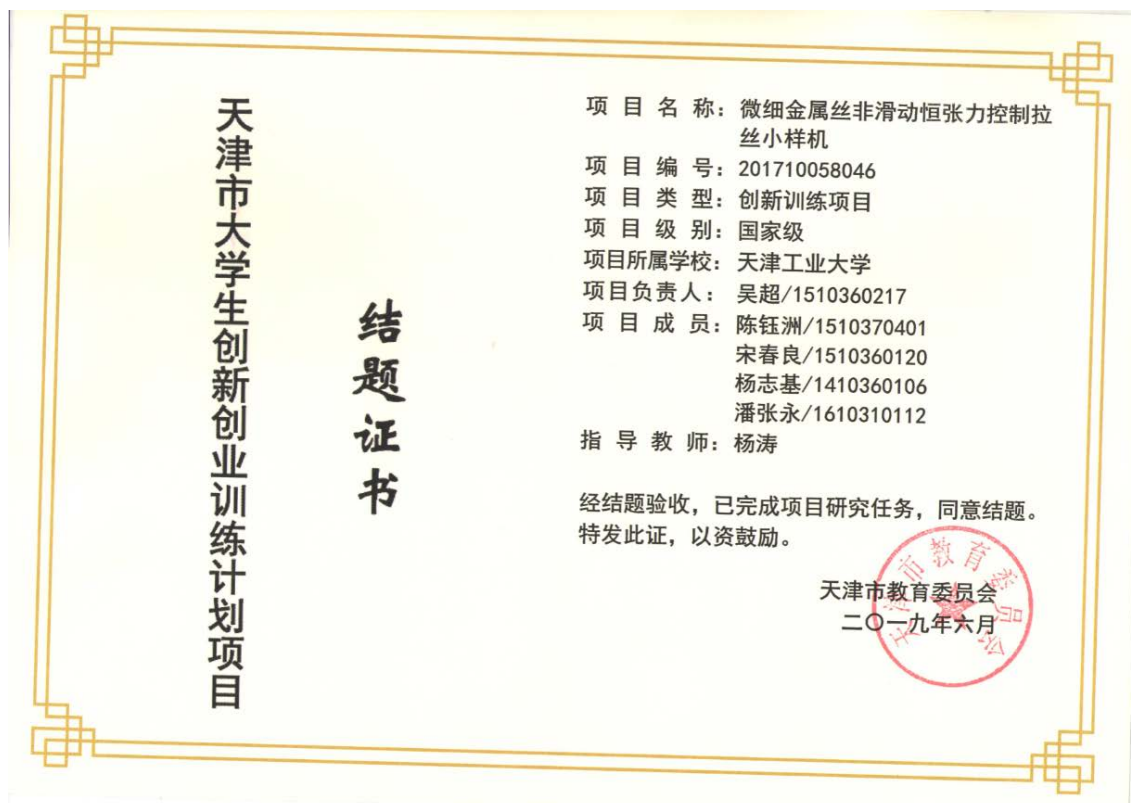 天津市大学生创新创业训练计划项目
结题证书
项 目 名 称：微细金属丝非滑动恒张力控制拉
丝小样机
项 目 编 号：201710058046
项 目 类 型：创新训练项目
项 目 级 别：国家级
项目所属学校：天津工业大学
项目负责人：吴超/1510360217
项 目 成 员：陈钰洲/1510370401
宋春良/1510360120
杨志基/1410360106
潘张永/1610310112
指 导 教 师：杨涛
经结题验收，已完成项目研究任务，同意结题。
特发此证，以资鼓励。
天津市教育委员会
二〇一九年六月
天津市教育委员会